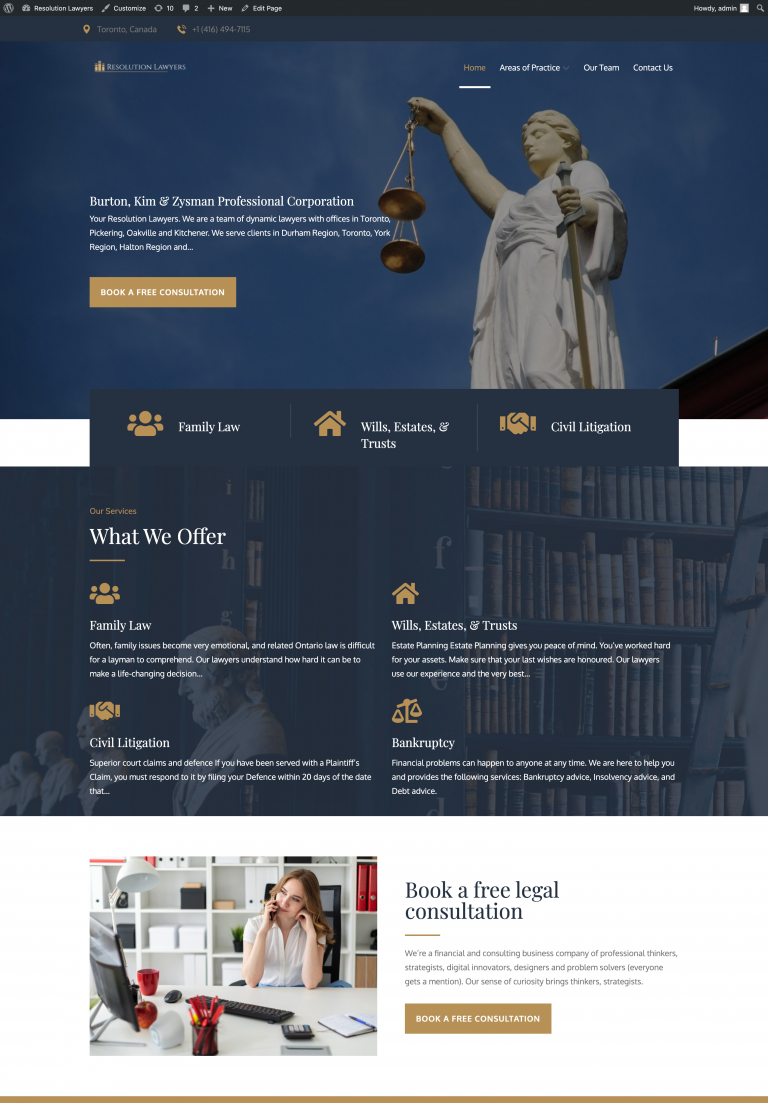 Resolution Lawyers Customize 10 2 New Edit Page Howdy, admin
Toronto, Canada +1 (416) 494-7115
Resolution Lawyers
Home Areas of Practice Our Team Contact Us
Burton, Kim & Zysman Professional Corporation
Your Resolution Lawyers. We are a team of dynamic lawyers with offices in Toronto,
Pickering, Oakville and Kitchener. We serve clients in Durham Region, Toronto, York
Region, Halton Region and...
BOOK A FREE CONSULTATION
Family Law
Wills, Estates, &
Trusts
Civil Litigation
Our Services
What We Offer
Family Law
Often, family issues become very emotional, and related Ontario law is difficult
for a layman to comprehend. Our lawyers understand how hard it can be to
make a life-changing decision...
Wills, Estates, & Trusts
Estate Planning Estate Planning gives you peace of mind. You've worked hard
for your assets. Make sure that your last wishes are honoured. Our lawyers
use our experience and the very best...
Civil Litigation
Superior court claims and defence If you have been served with a Plaintiff's
Claim, you must respond to it by filing your Defence within 20 days of the date
that...
Bankruptcy
Financial problems can happen to anyone at any time. We are here to help you
and provides the following services: Bankruptcy advice, Insolvency advice, and
Debt advice.
Book a free legal
consultation
We're a financial and consulting business company of professional thinkers,
strategists, digital innovators, designers and problem solvers (everyone
gets a mention). Our sense of curiosity brings thinkers, strategists.
BOOK A FREE CONSULTATION